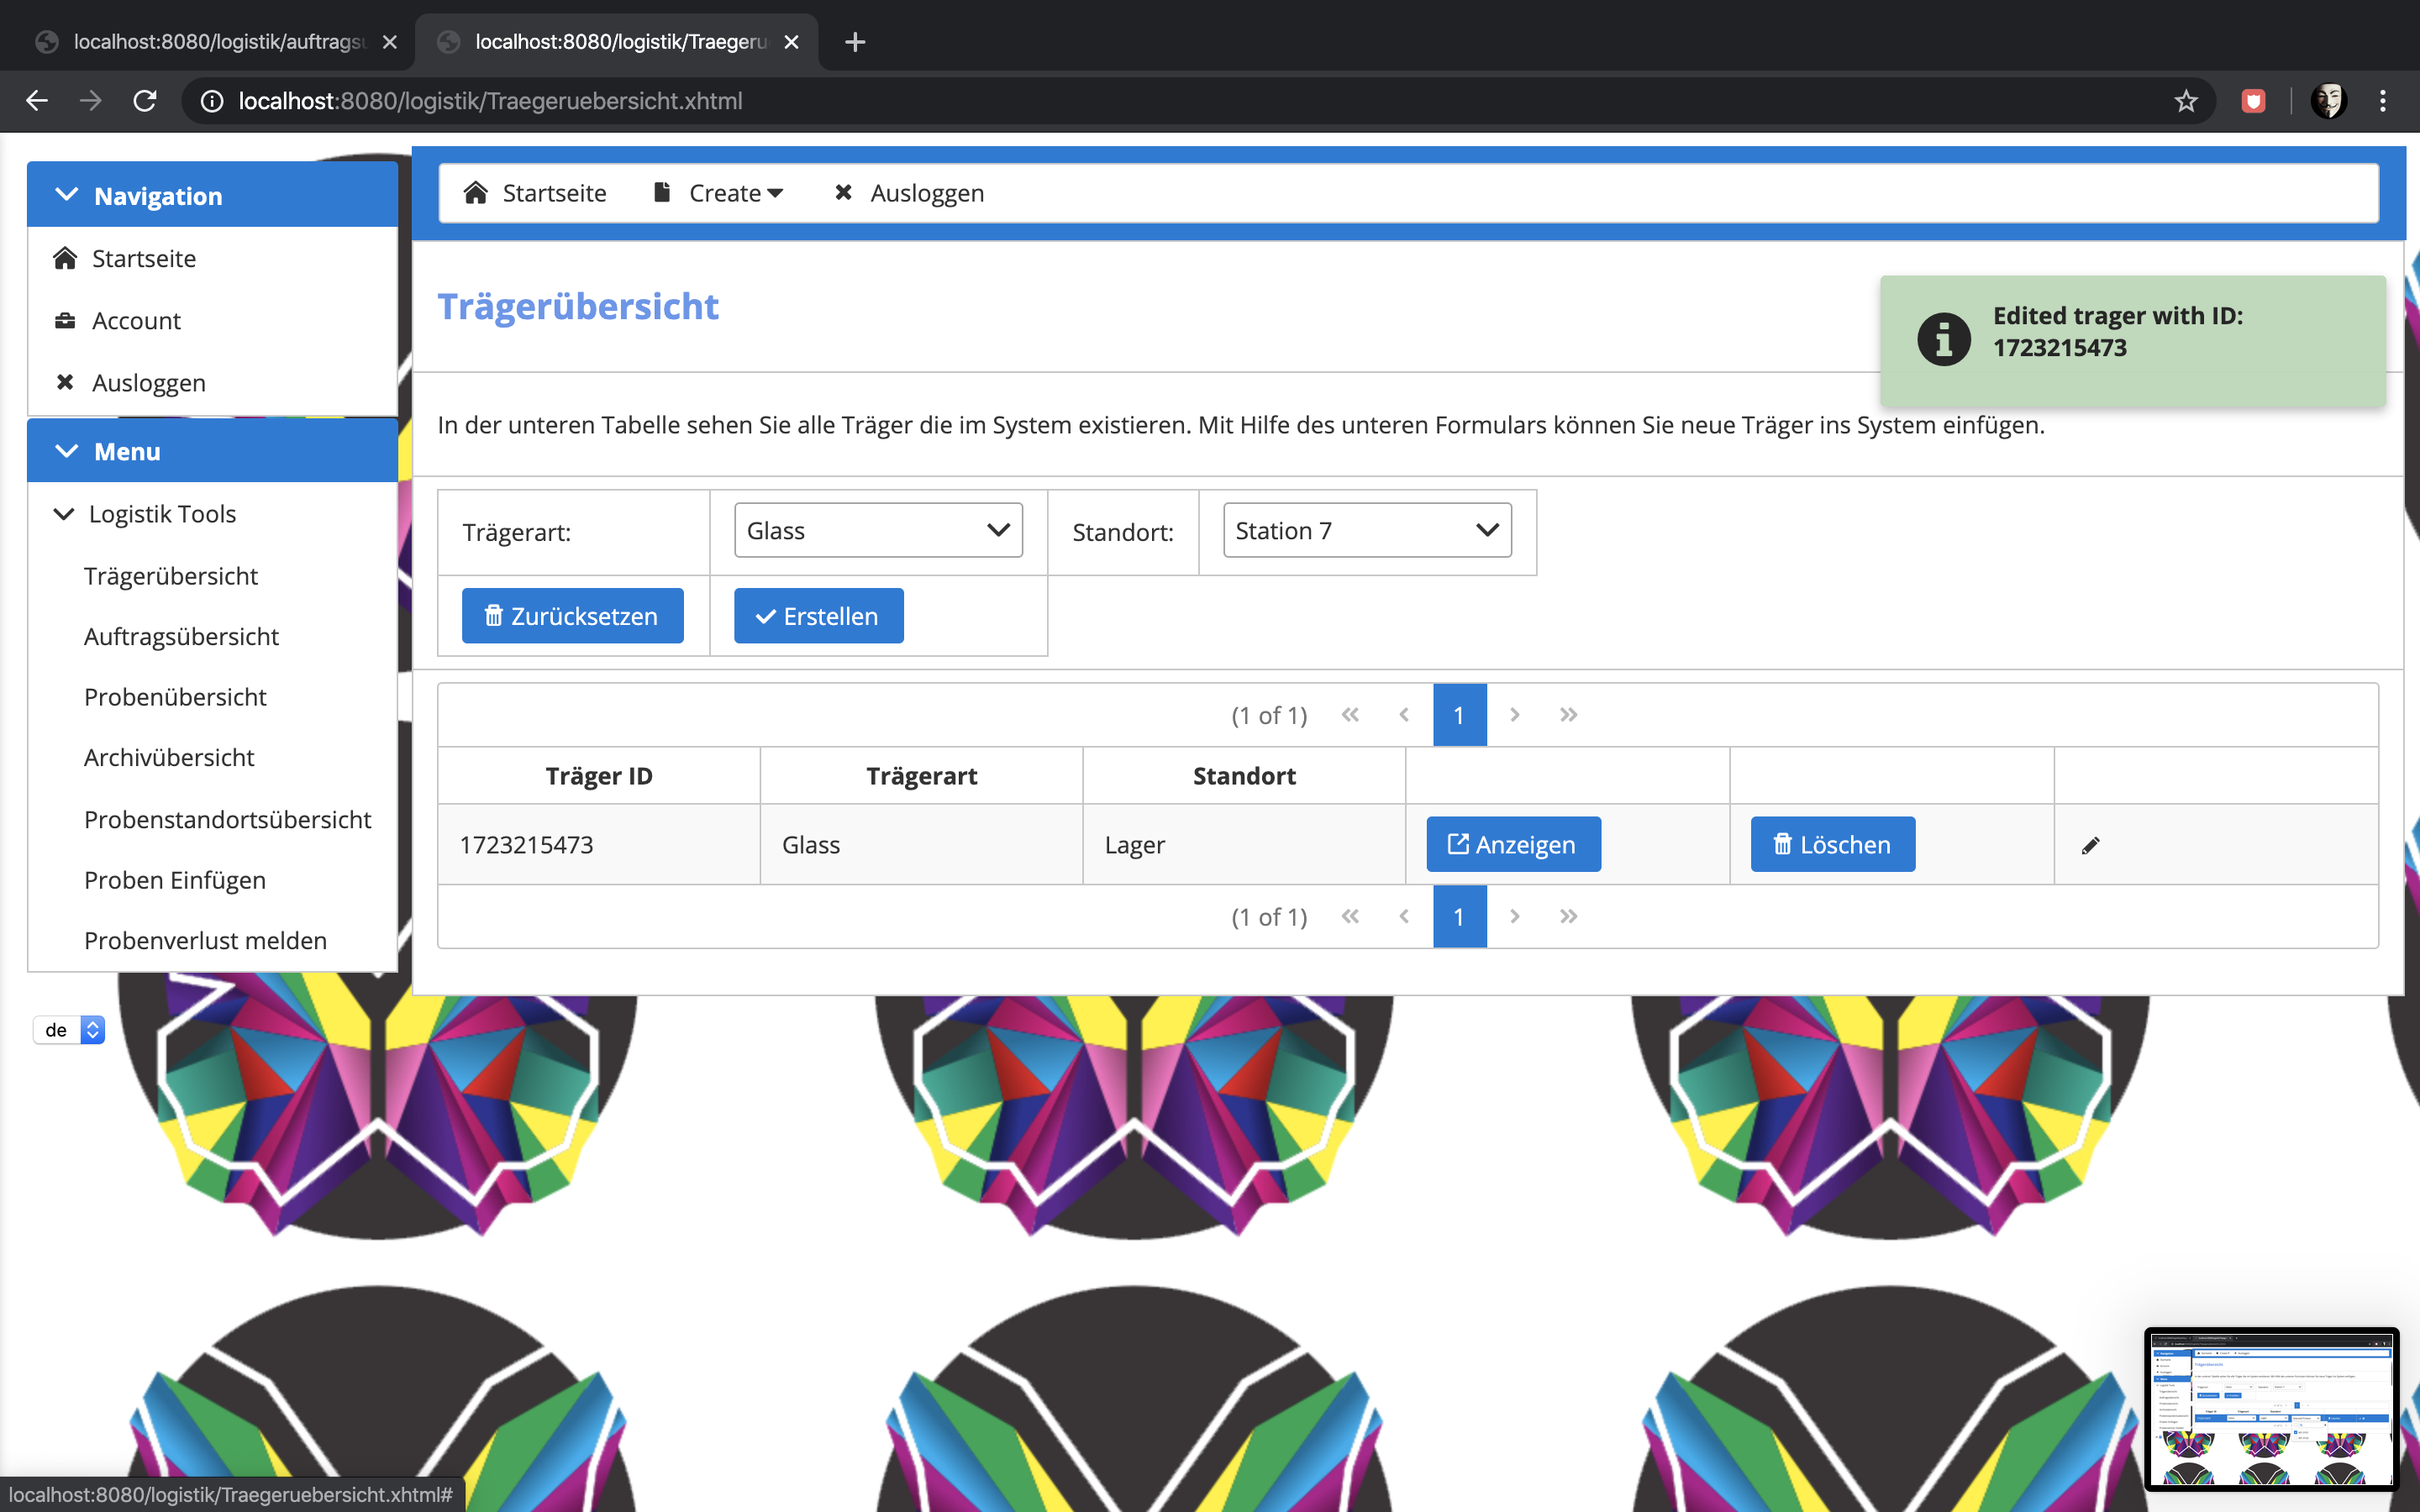 localhost:8080/logistik/auftragsu
localhost:8080/logistik/Traegeru
localhost:8080/logistik/Traegeruebersicht.xhtml
Navigation
Startseite
Account
Ausloggen
Menu
Logistik Tools
Trägerübersicht
Auftragsübersicht
Probenübersicht
Archivübersicht
Probenstandortsübersicht
Proben Einfügen
Probenverlust melden
de
Startseite Create Ausloggen
Trägerübersicht
Edited trager with ID:
1723215473
In der unteren Tabelle sehen Sie alle Träger die im System existieren. Mit Hilfe des unteren Formulars können Sie neue Träger ins System einfügen.
Trägerart: Glass Standort: Station 7
Zurücksetzen Erstellen
(1 of 1) 1
Träger ID Trägerart Standort
1723215473 Glass Lager Anzeigen Löschen
(1 of 1) 1
localhost:8080/logistik/Traegeruebersicht.xhtml#